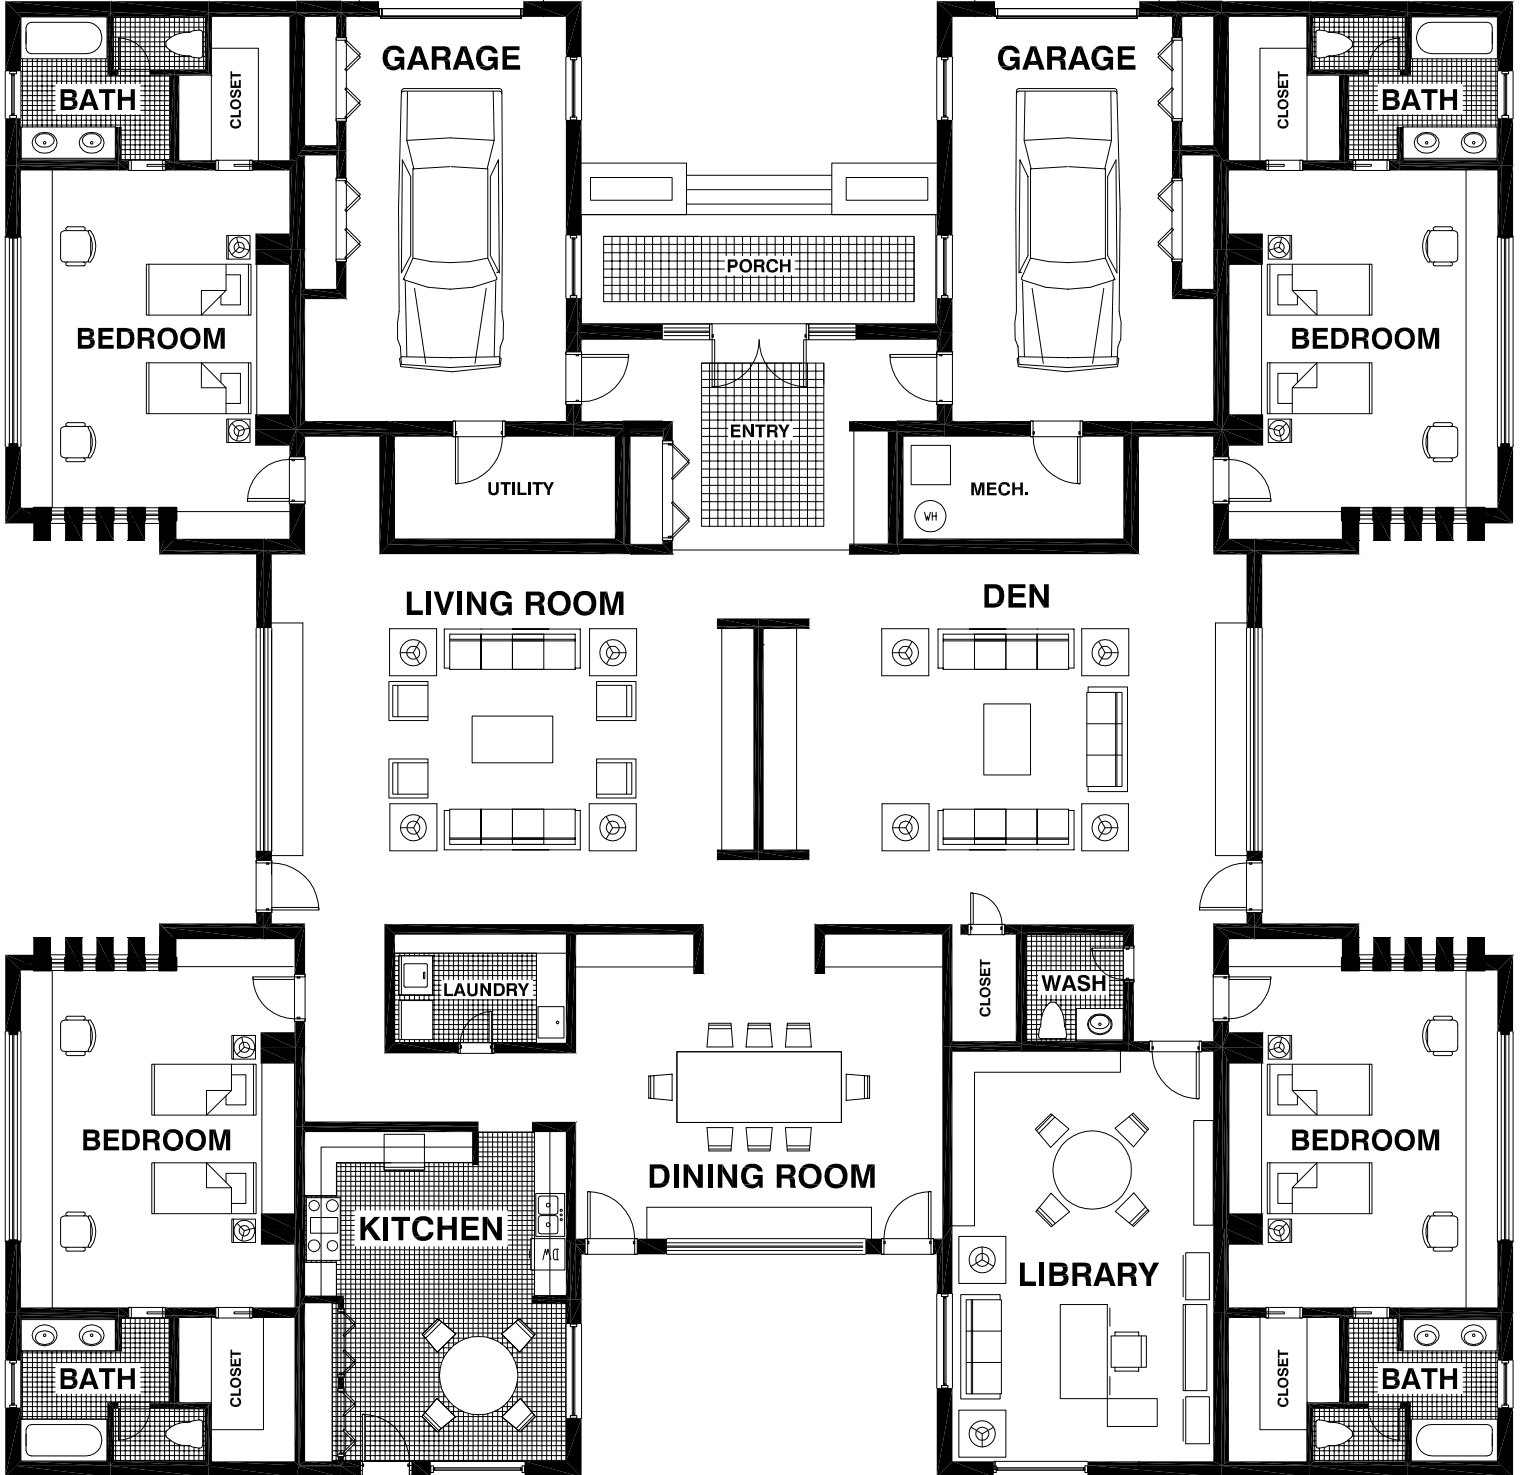 GARAGE
GARAGE
CLOSET
CLOSET
BATH
BATH
PORCH
BEDROOM
BEDROOM
ENTRY
UTILITY
MECH.
WH
LIVING ROOM
DEN
CLOSET
WASH
LAUNDRY
BEDROOM
BEDROOM
DINING ROOM
KITCHEN
DW
LIBRARY
CLOSET
CLOSET
BATH
BATH